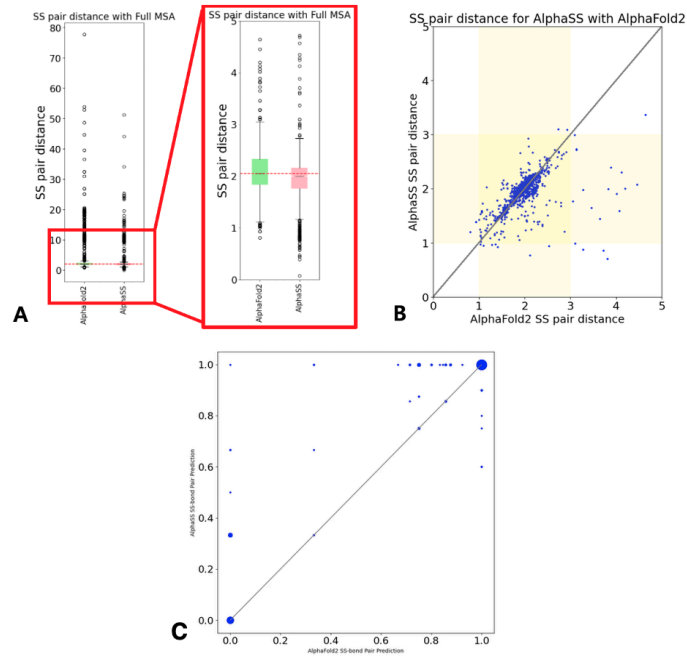 SS pair distance with Full MSA
SS pair distance
80
70
60
50
40
30
20
10
0
AlphaFold2
AlphaSS
A
SS pair distance with Full MSA
SS pair distance
5
4
3
2
1
0
AlphaFold2
AlphaSS
SS pair distance for AlphaSS with AlphaFold2
AlphaSS SS pair distance
5
4
3
2
1
0
0
1
2
3
4
5
AlphaFold2 SS pair distance
B
AlphaSS SS-bond Pair Prediction
1.0
0.8
0.6
0.4
0.2
0.0
0.0
0.2
0.4
0.6
0.8
1.0
AlphaFold2 SS-bond Pair Prediction
C